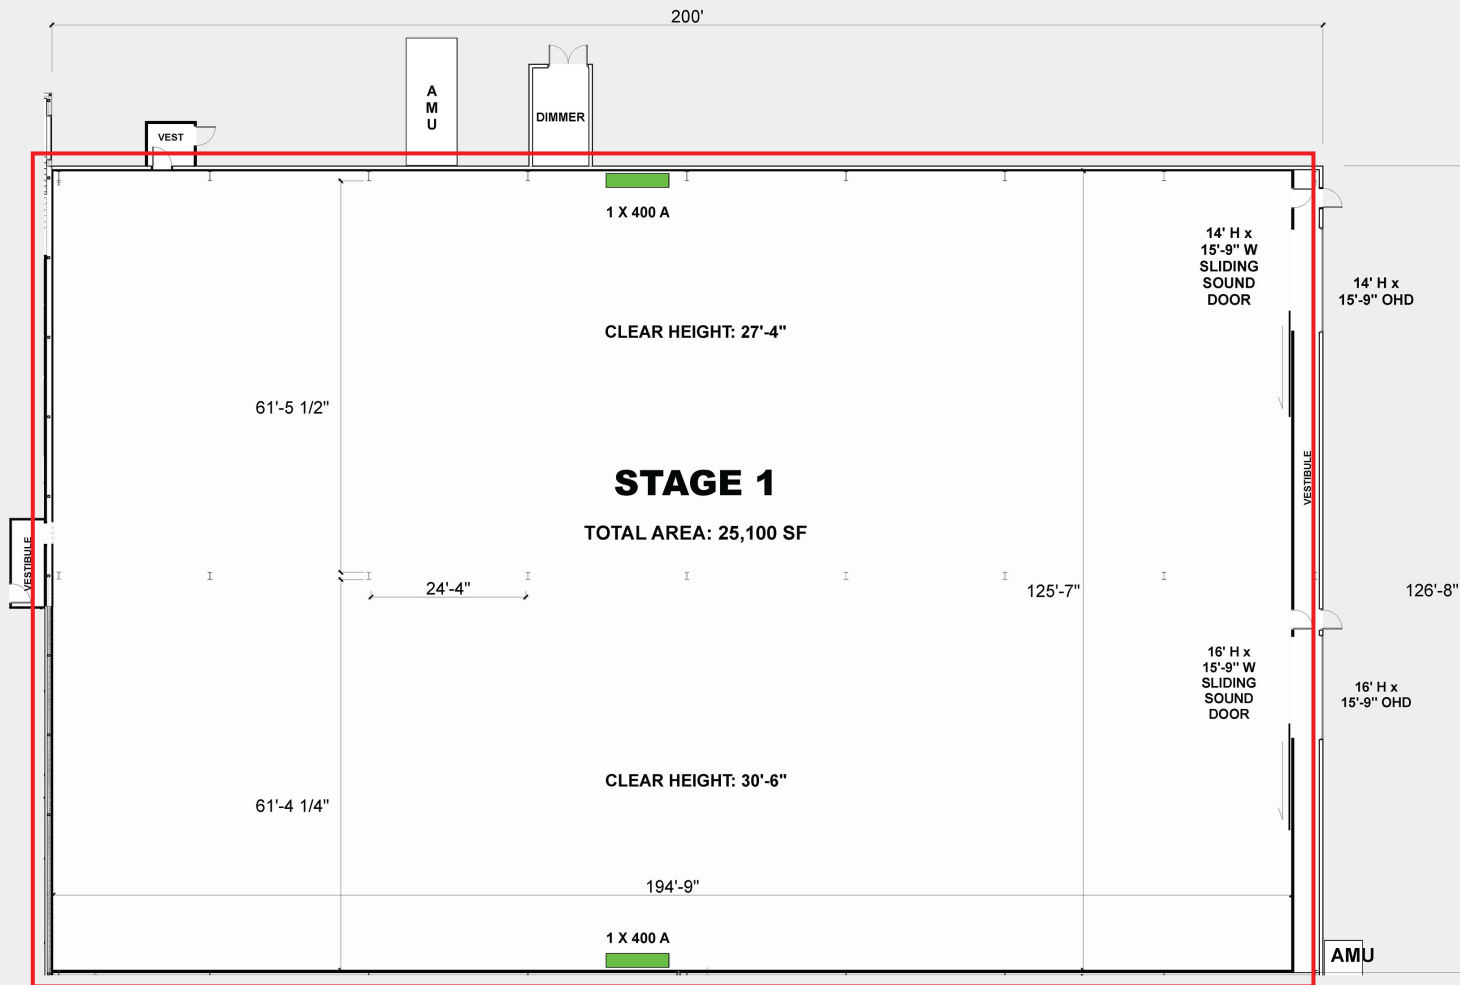 200'
A
M
U
DIMMER
VEST
1 X 400 A
14' H x
15'-9" W
SLIDING
SOUND
DOOR
14' H x
15'-9" OHD
CLEAR HEIGHT: 27'-4"
61'-5 1/2"
STAGE 1
VESTIBULE
TOTAL AREA: 25,100 SF
VESTIBULE
24'-4"
125'-7"
126'-8"
16' H x
15'-9" W
SLIDING
SOUND
DOOR
16' H x
15'-9" OHD
CLEAR HEIGHT: 30'-6"
61'-4 1/4"
194'-9"
1 X 400 A
AMU